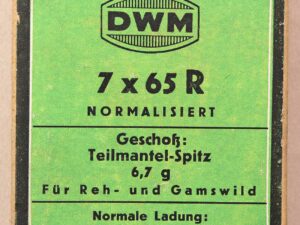 DWM
7 x 65 R
NORMALISIERT
Geschoß:
Teilmantel-Spitz
6,7 g
Für Reh- und Gamswild
Normale Ladung: